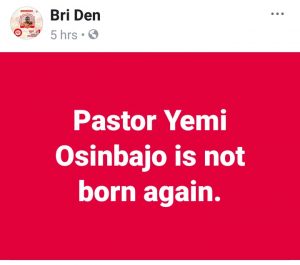 Bri Den
5 hrs •
Pastor Yemi
Osinbajo is not
born again.